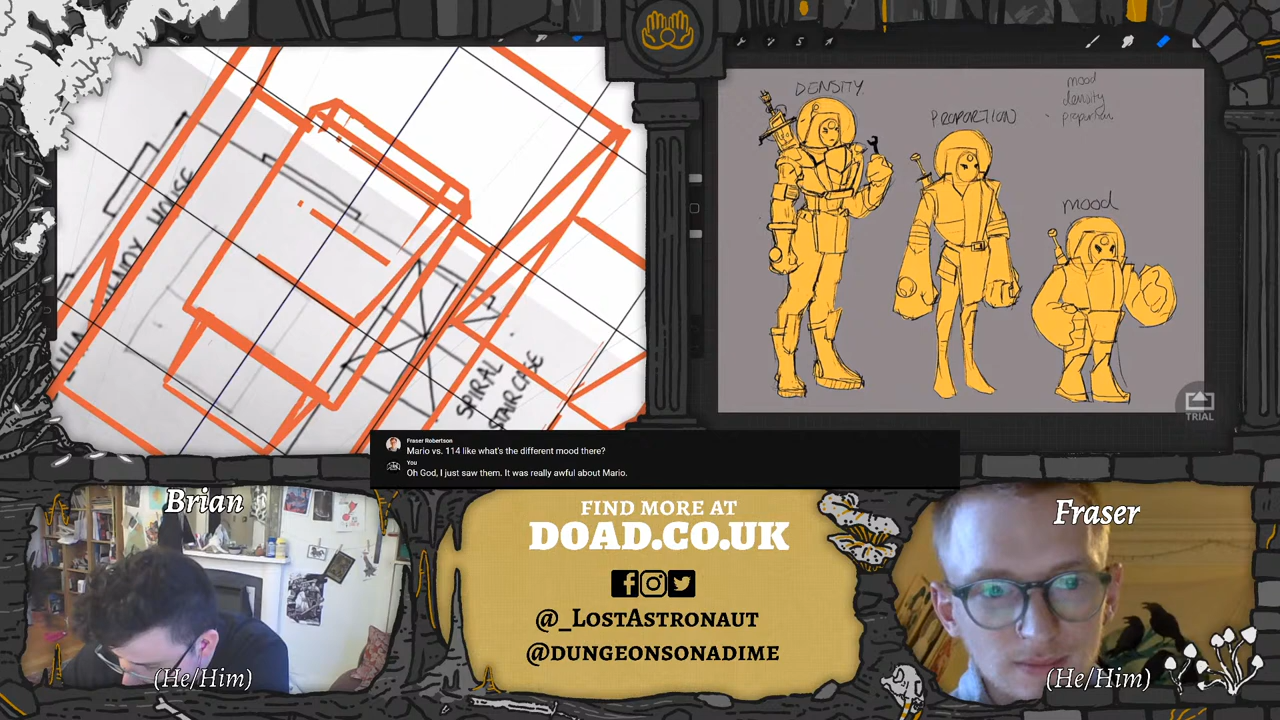 HOUSE
SPIRAL
STAIRCASE
DENSITY
PROPORTION
mood
mood
density
proportion
TRIAL
Fraser Robertson
Mario vs. 114 like what's the different mood there?
You
Oh God, I just saw them. It was really awful about Mario.
Brian
(He/Him)
FIND MORE AT
DOAD.CO.UK
@_LostAstronaut
@dungeonsonadime
Fraser
(He/Him)